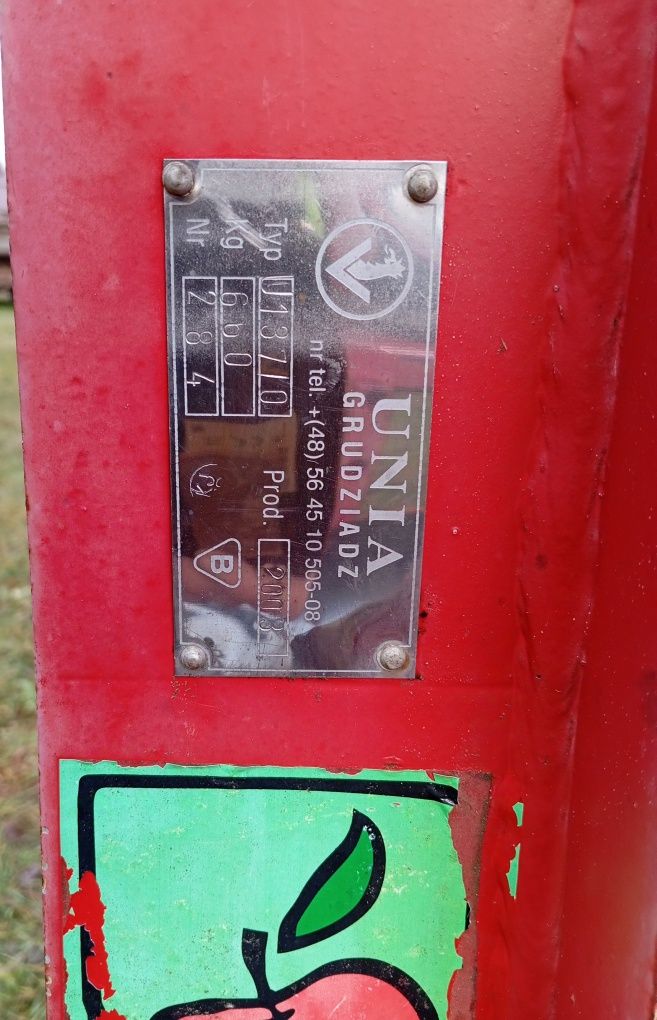 UNIA
GRUDZIADZ
nr tel. +(48) 56 45 10 505-08
Typ U137/0 Prod. 2003
Kg 660
Nr 284 B